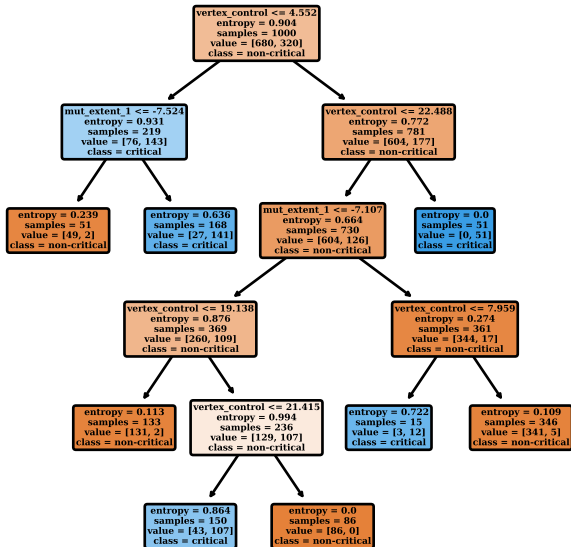 vertex_control <= 4.552
entropy = 0.904
samples = 1000
value = [680, 320]
class = non-critical
mut_extent_1 <= -7.524
entropy = 0.931
samples = 219
value = [76, 143]
class = critical
vertex_control <= 22.488
entropy = 0.772
samples = 781
value = [604, 177]
class = non-critical
entropy = 0.239
samples = 51
value = [49, 2]
class = non-critical
entropy = 0.636
samples = 168
value = [27, 141]
class = critical
mut_extent_1 <= -7.107
entropy = 0.664
samples = 730
value = [604, 126]
class = non-critical
entropy = 0.0
samples = 51
value = [0, 51]
class = critical
vertex_control <= 19.138
entropy = 0.876
samples = 369
value = [260, 109]
class = non-critical
vertex_control <= 7.959
entropy = 0.274
samples = 361
value = [344, 17]
class = non-critical
entropy = 0.113
samples = 133
value = [131, 2]
class = non-critical
vertex_control <= 21.415
entropy = 0.994
samples = 236
value = [129, 107]
class = non-critical
entropy = 0.722
samples = 15
value = [3, 12]
class = critical
entropy = 0.109
samples = 346
value = [341, 5]
class = non-critical
entropy = 0.864
samples = 150
value = [43, 107]
class = critical
entropy = 0.0
samples = 86
value = [86, 0]
class = non-critical